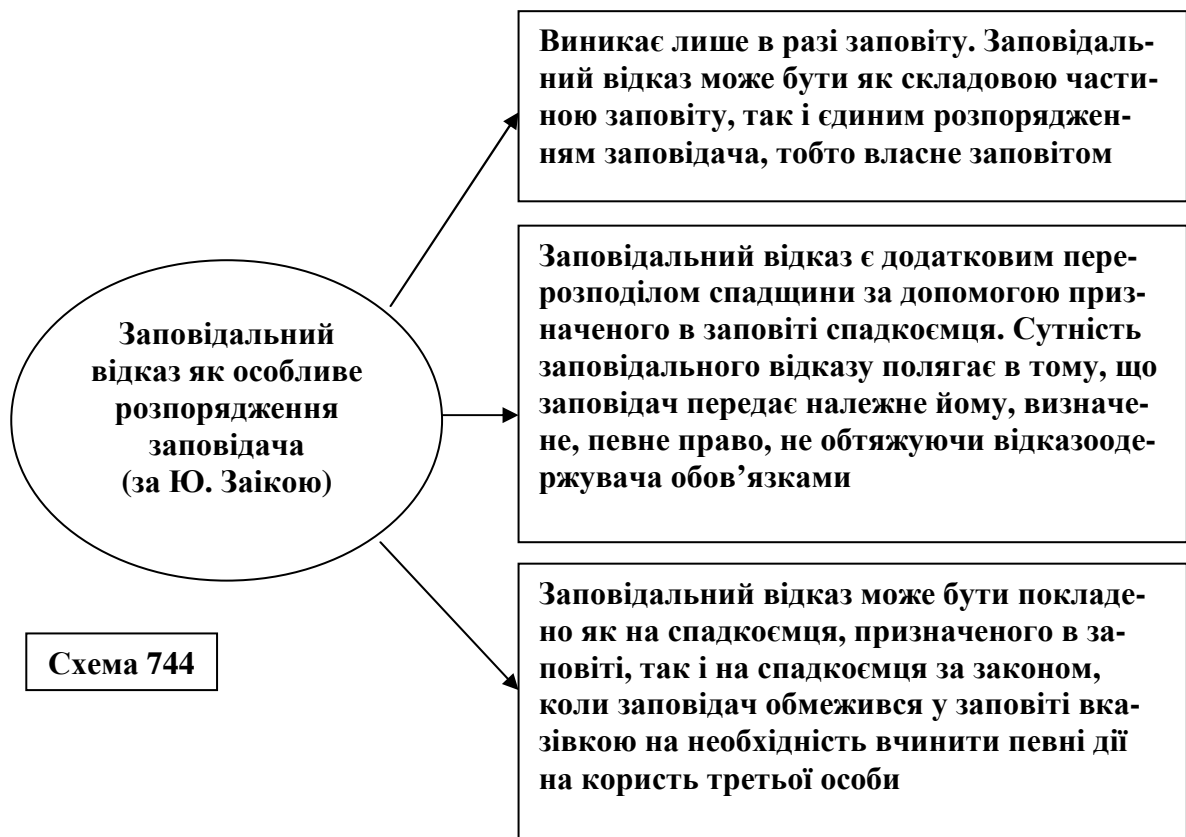 Виникає лише в разі заповіту. Заповідаль-
ний відказ може бути як складовою части-
ною заповіту, так і єдиним розпоряджен-
ням заповідача, тобто власне заповітом
Заповідальний
відказ як особливе
розпорядження
заповідача
(за Ю. Заікою)
Заповідальний відказ є додатковим пере-
розподілом спадщини за допомогою приз-
наченого в заповіті спадкоємця. Сутність
заповідального відказу полягає в тому, що
заповідач передає належне йому, визначе-
не, певне право, не обтяжуючи відказооде-
ржувача обов’язками
Заповідальний відказ може бути покладе-
но як на спадкоємця, призначеного в за-
повіті, так і на спадкоємця за законом,
коли заповідач обмежився у заповіті вка-
зівкою на необхідність вчинити певні дії
на користь третьої особи
Схема 744